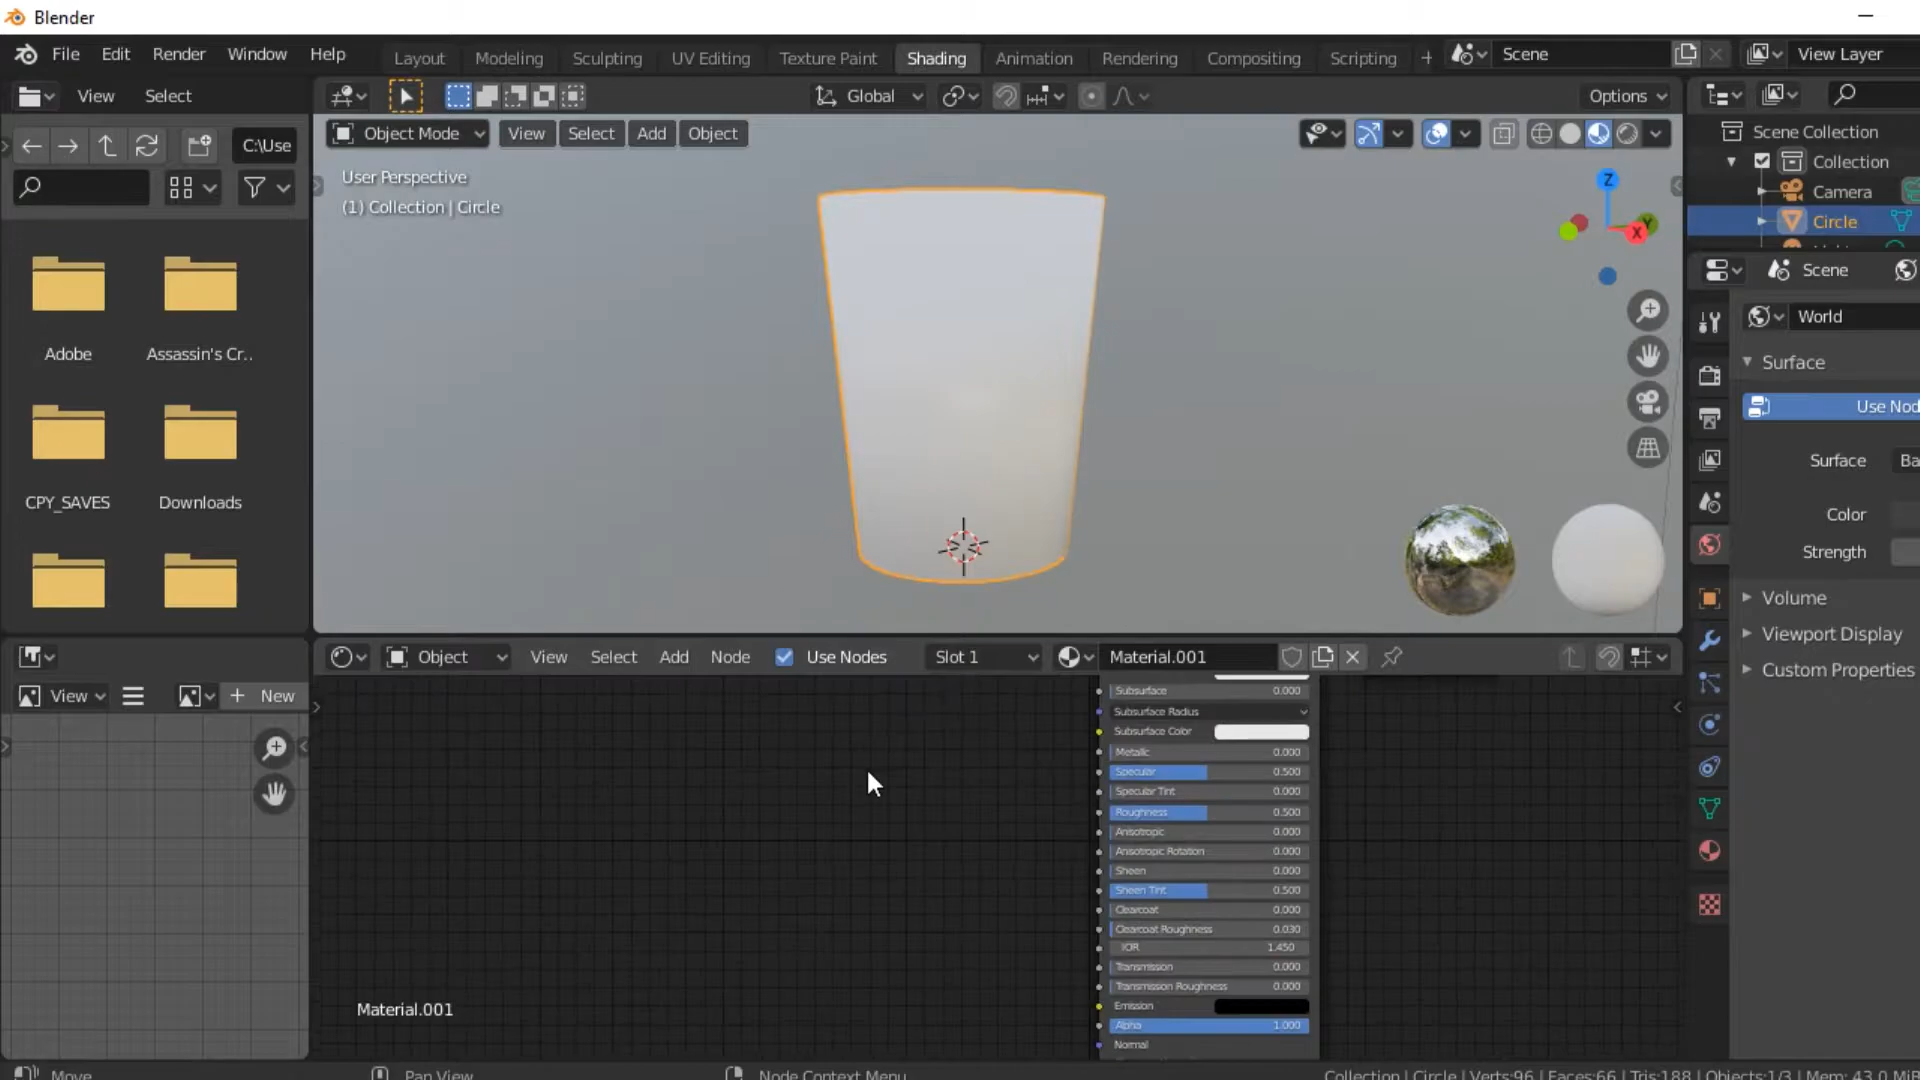 Blender
File Edit Render Window Help
Layout Modeling Sculpting UV Editing Texture Paint Shading Animation Rendering Compositing Scripting +
Scene
View Layer
View Select
Global
Options
C:\Use
Object Mode View Select Add Object
User Perspective
(1) Collection | Circle
Z
Y
X
Adobe
Assassin's Cr..
CPY_SAVES
Downloads
Scene Collection
Collection
Camera
Circle
Scene
World
Surface
Use Nod
Surface Ba
Color
Strength
Volume
Viewport Display
Custom Properties
Object View Select Add Node Use Nodes Slot 1 Material.001
View + New
Subsurface 0.000
Subsurface Radius
Subsurface Color
Metallic 0.000
Specular 0.500
Specular Tint 0.000
Roughness 0.500
Anisotropic 0.000
Anisotropic Rotation 0.000
Sheen 0.000
Sheen Tint 0.500
Clearcoat 0.000
Clearcoat Roughness 0.030
IOR 1.450
Transmission 0.000
Transmission Roughness 0.000
Emission
Alpha 1.000
Normal
Material.001
Move
Pan View
Node Context Menu
Collection | Circle | Verts:96 | Faces:66 | Tris:188 | Objects:1/3 | Mem: 43.0 MiB